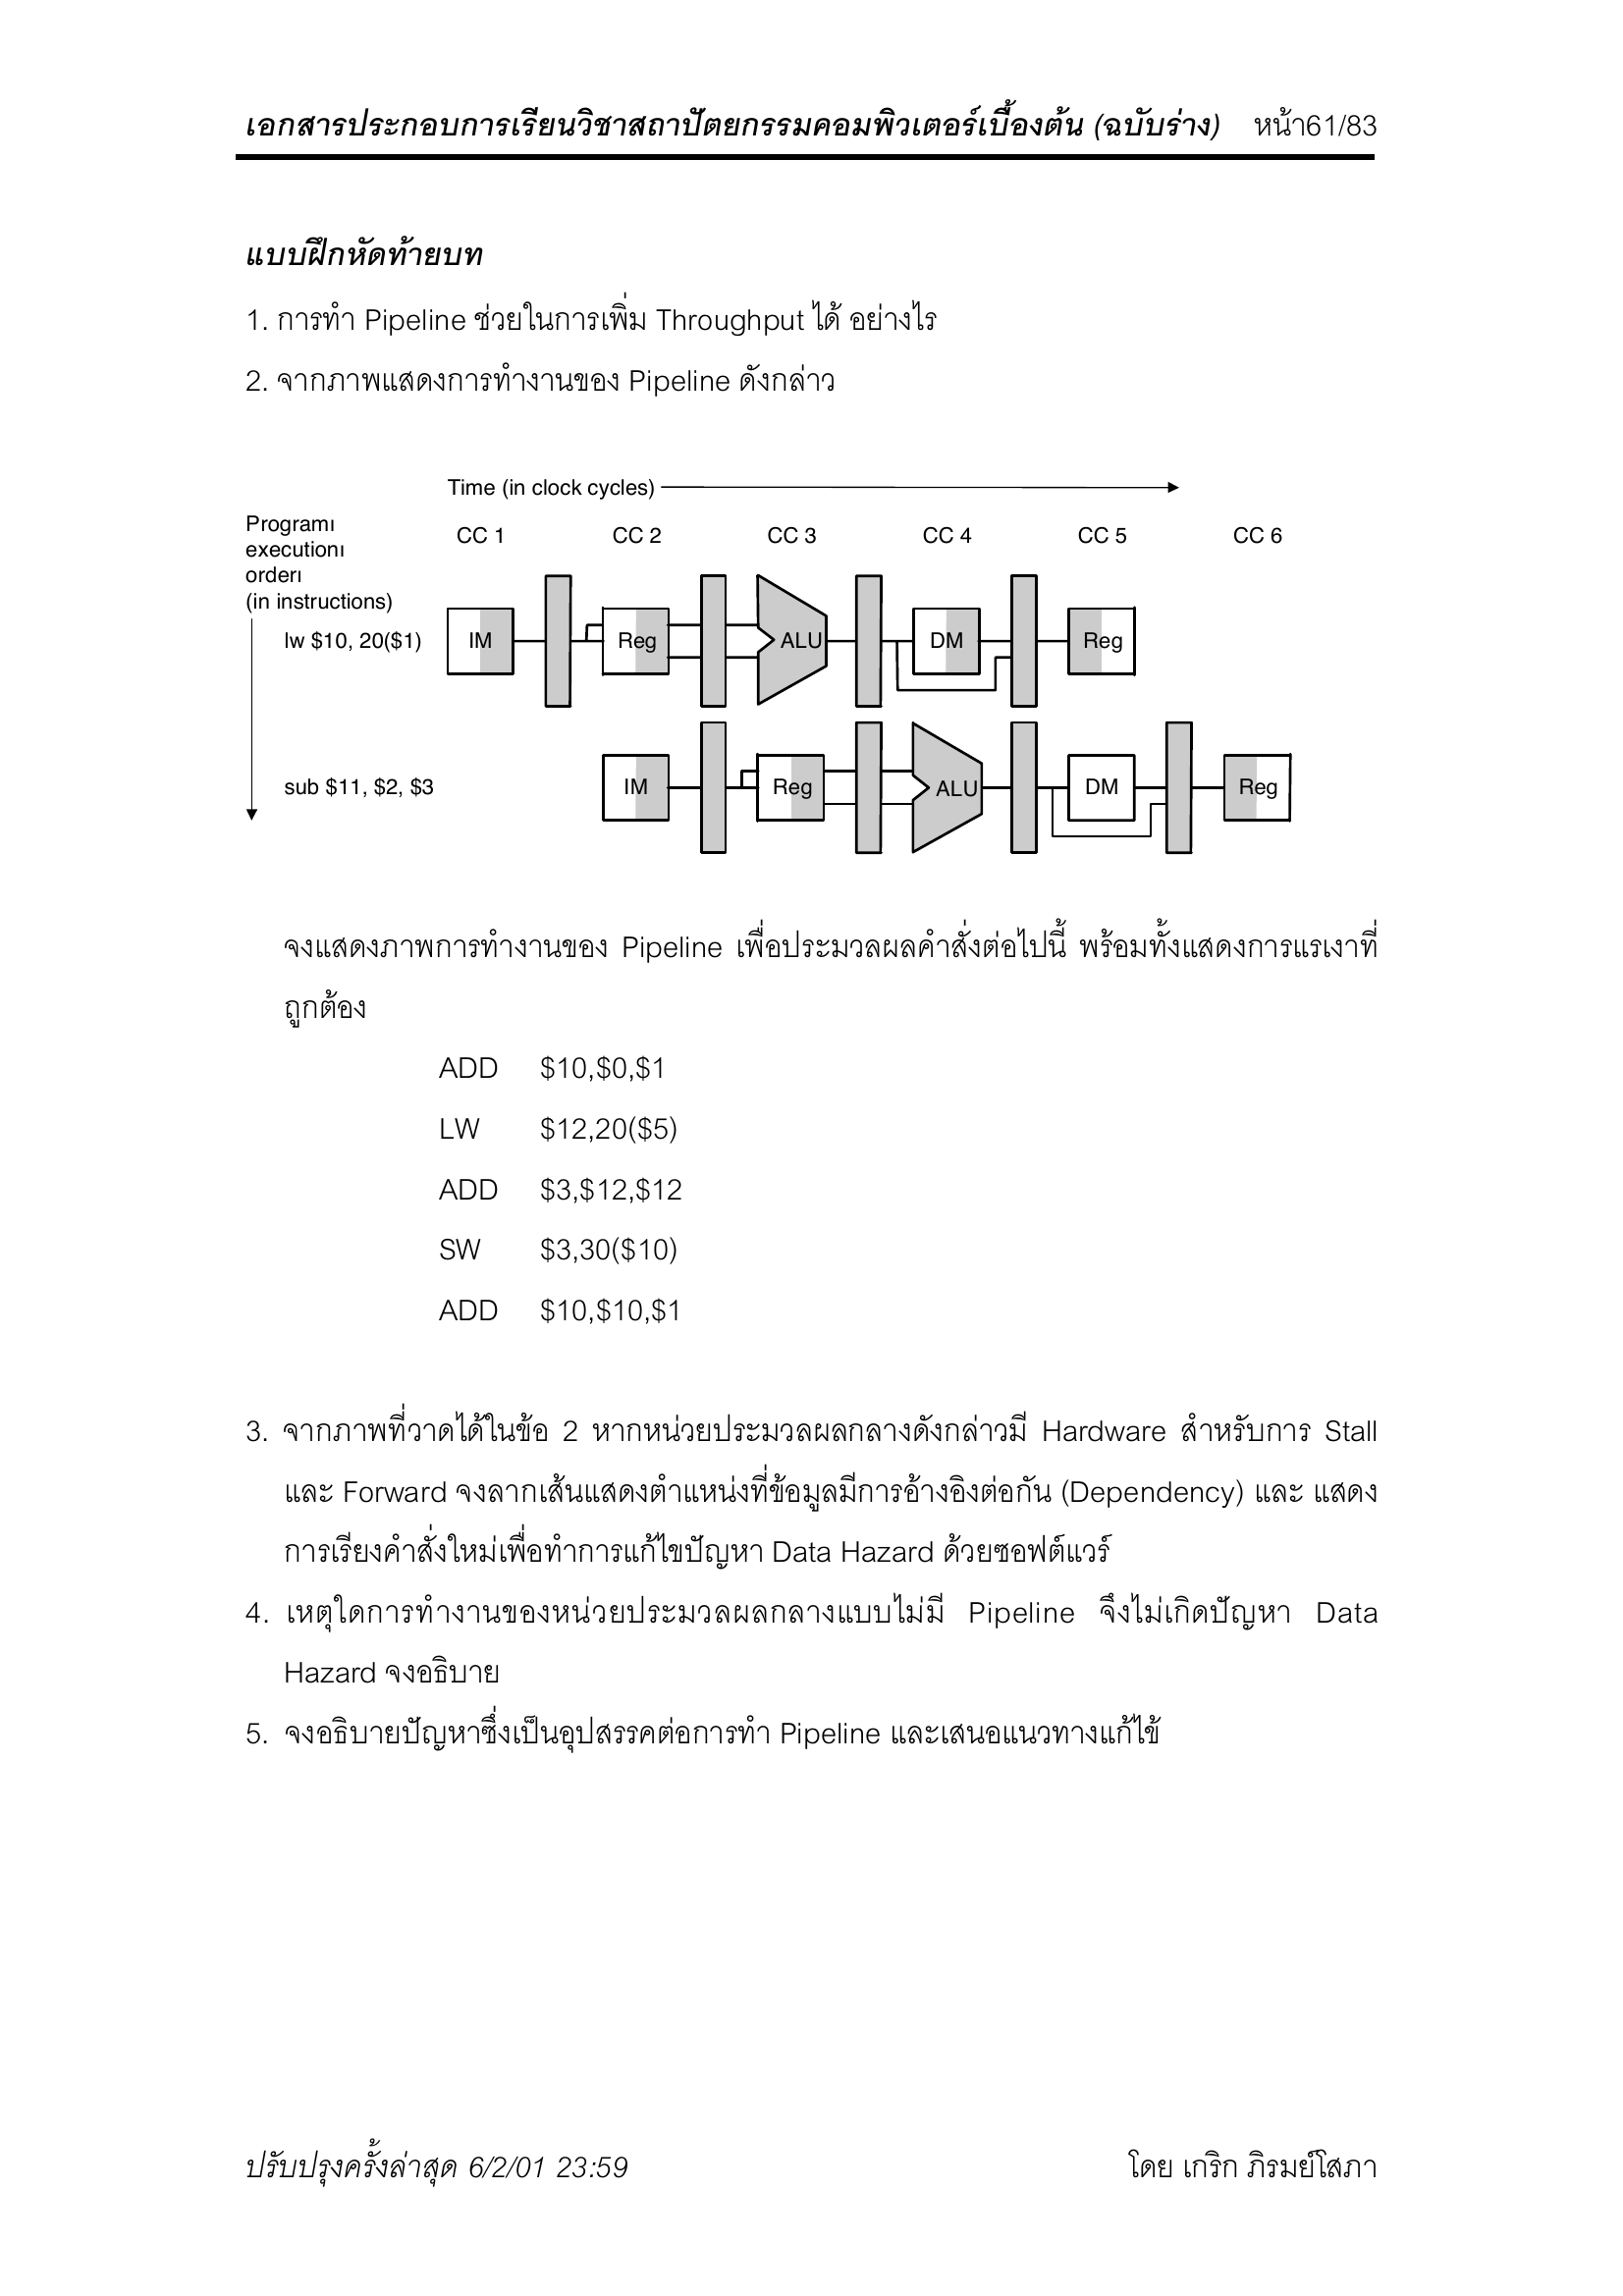 เอกสารประกอบการเรียนวิชาสถาปัตยกรรมคอมพิวเตอร์เบื้องต้น (ฉบับร่าง) หน้า61/83
แบบฝึกหัดท้ายบท
1. การทำ Pipeline ช่วยในการเพิ่ม Throughput ได้ อย่างไร
2. จากภาพแสดงการทำงานของ Pipeline ดังกล่าว
Time (in clock cycles)
Programı
executionı
orderı
(in instructions)
CC 1 CC 2 CC 3 CC 4 CC 5 CC 6
lw $10, 20($1) IM Reg ALU DM Reg
sub $11, $2, $3 IM Reg ALU DM Reg
จงแสดงภาพการทำงานของ Pipeline เพื่อประมวลผลคำสั่งต่อไปนี้ พร้อมทั้งแสดงการแรเงาที่
ถูกต้อง
ADD $10,$0,$1
LW $12,20($5)
ADD $3,$12,$12
SW $3,30($10)
ADD $10,$10,$1
3. จากภาพที่วาดได้ในข้อ 2 หากหน่วยประมวลผลกลางดังกล่าวมี Hardware สำหรับการ Stall
และ Forward จงลากเส้นแสดงตำแหน่งที่ข้อมูลมีการอ้างอิงต่อกัน (Dependency) และ แสดง
การเรียงคำสั่งใหม่เพื่อทำการแก้ไขปัญหา Data Hazard ด้วยซอฟต์แวร์
4. เหตุใดการทำงานของหน่วยประมวลผลกลางแบบไม่มี Pipeline จึงไม่เกิดปัญหา Data
Hazard จงอธิบาย
5. จงอธิบายปัญหาซึ่งเป็นอุปสรรคต่อการทำ Pipeline และเสนอแนวทางแก้ไข้
ปรับปรุงครั้งล่าสุด 6/2/01 23:59 โดย เกริก ภิรมย์โสภา